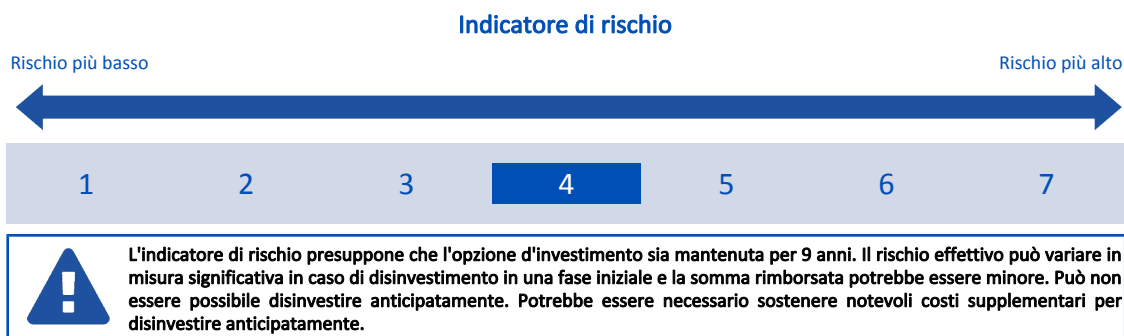 Indicatore di rischio
Rischio più basso
Rischio più alto
1 2 3 4 5 6 7
L'indicatore di rischio presuppone che l'opzione d'investimento sia mantenuta per 9 anni. Il rischio effettivo può variare in
misura significativa in caso di disinvestimento in una fase iniziale e la somma rimborsata potrebbe essere minore. Può non
essere possibile disinvestire anticipatamente. Potrebbe essere necessario sostenere notevoli costi supplementari per
disinvestire anticipatamente.